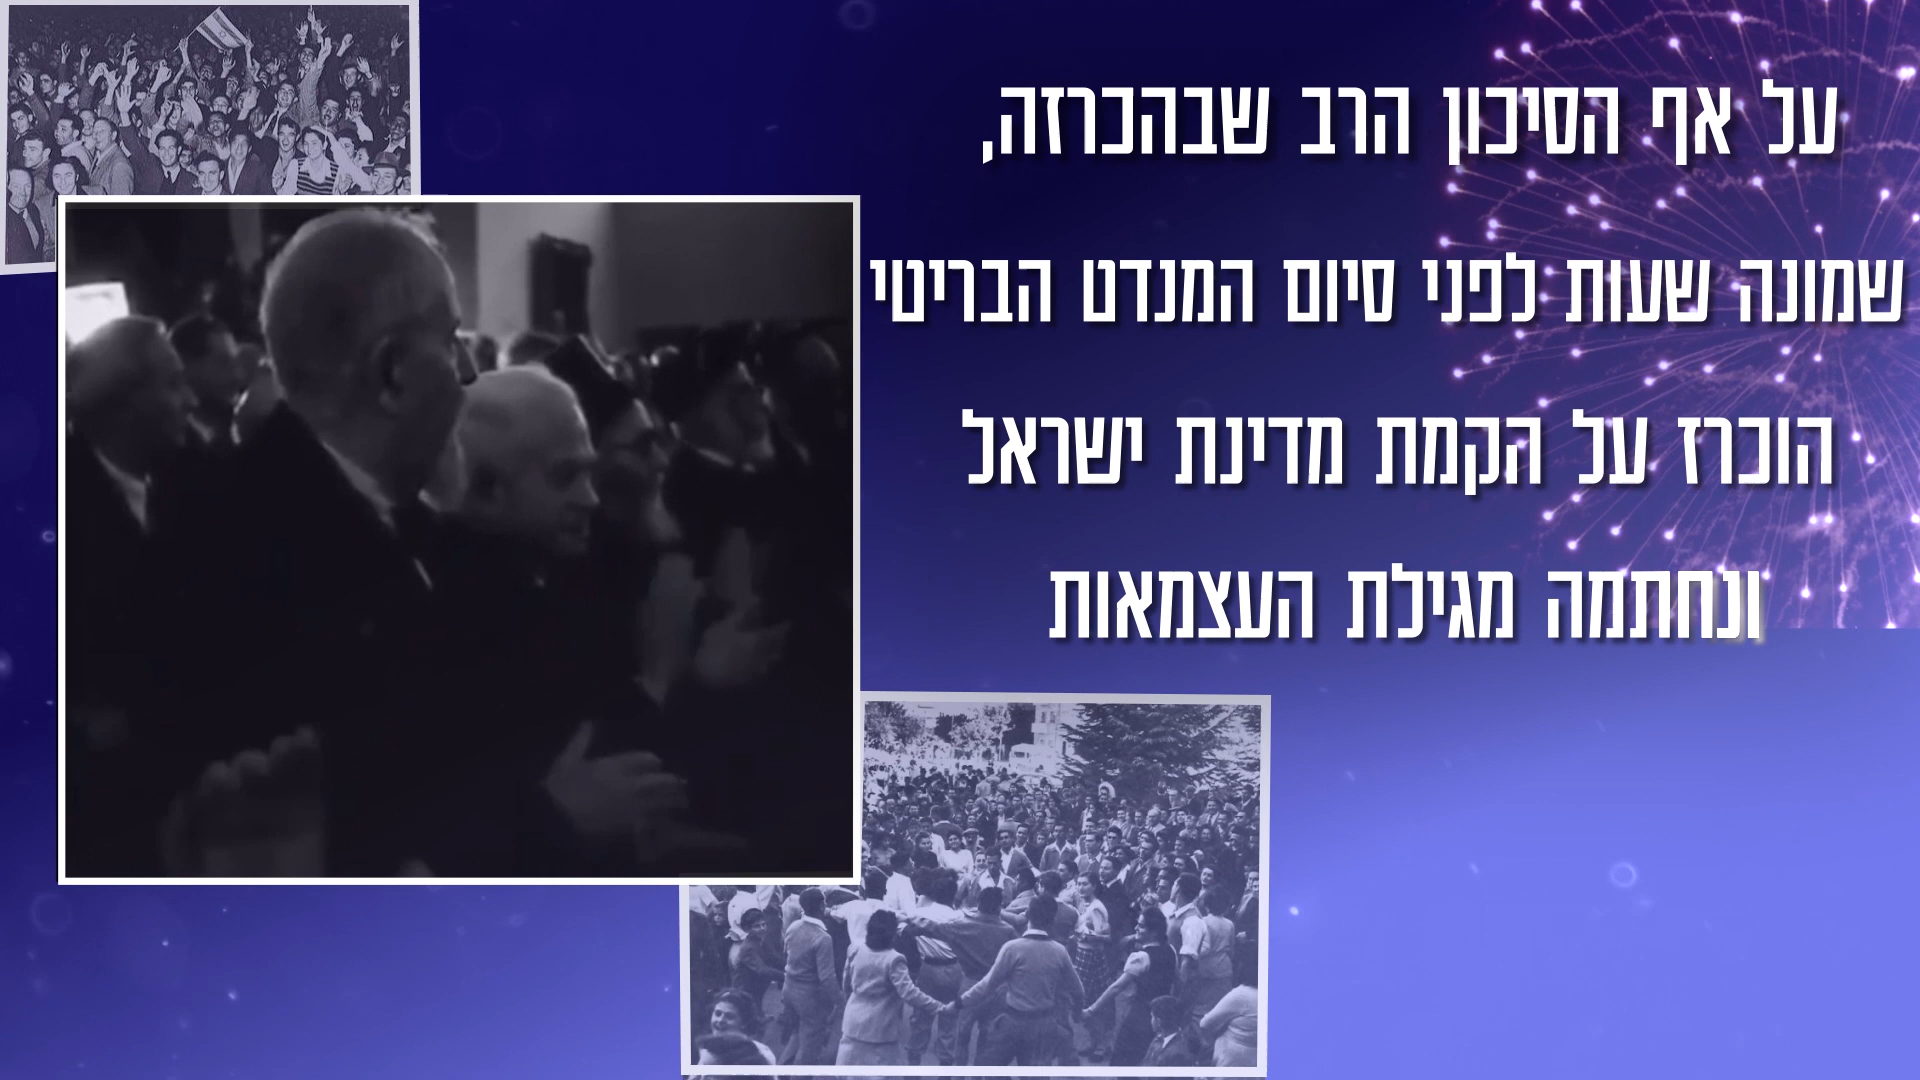 על אף הסיכון הרב שבהכרזה,
שמונה שעות לפני סיום המנדט הבריטי
הוכרז על הקמת מדינת ישראל
ונחתמה מגילת העצמאות